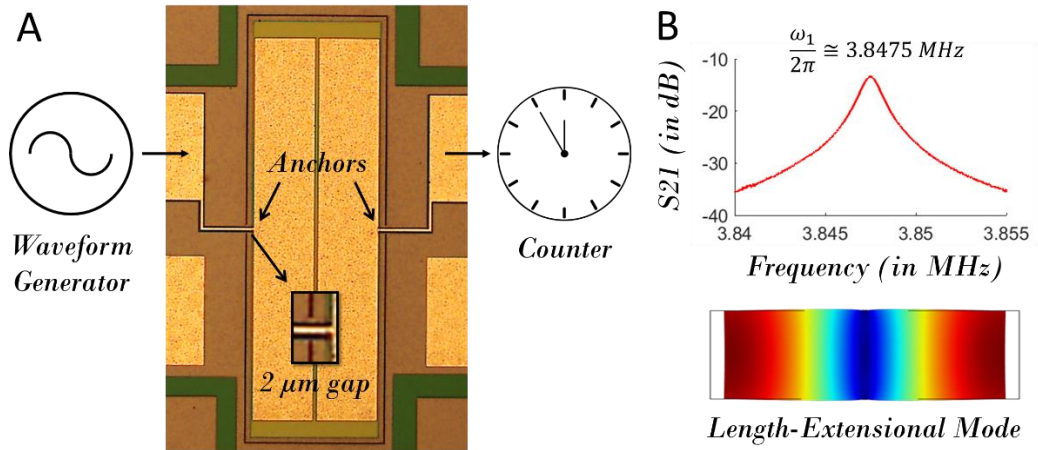 A
Waveform
Generator
Anchors
2 μm gap
Counter
B
ω₁/2π ≅ 3.8475 MHz
S21 (in dB)
-10
-20
-30
-40
3.84
3.845
3.85
3.855
Frequency (in MHz)
Length-Extensional Mode